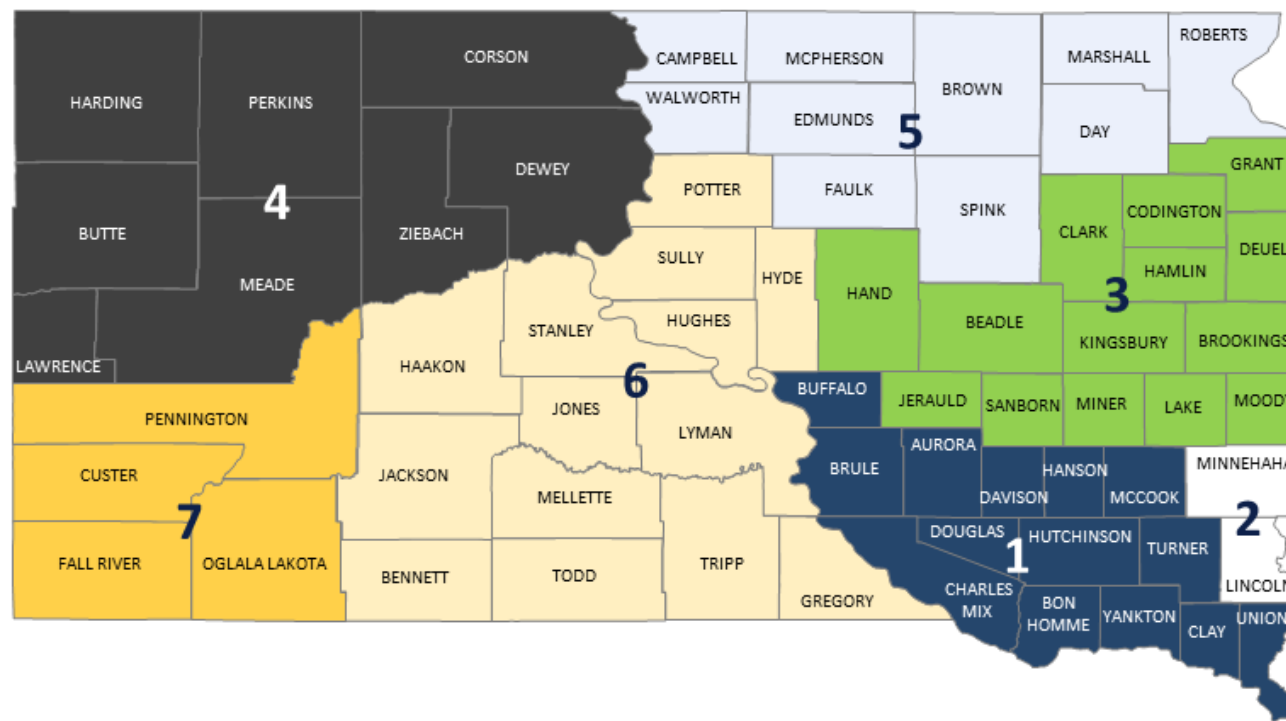 ROBERTS
CORSON
CAMPBELL
MCPHERSON
MARSHALL
HARDING
PERKINS
WALWORTH
BROWN
EDMUNDS
5
DAY
DEWEY
GRANT
POTTER
FAULK
SPINK
CODINGTON
4
BUTTE
ZIEBACH
CLARK
DEUEL
MEADE
SULLY
HYDE
HAMLIN
HAND
3
STANLEY
HUGHES
BEADLE
KINGSBURY
BROOKINGS
LAWRENCE
HAAKON
6
BUFFALO
JONES
JERAULD
SANBORN
MINER
LAKE
MOODY
PENNINGTON
LYMAN
AURORA
CUSTER
JACKSON
BRULE
HANSON
MINNEHAHA
MELLETTE
DAVISON
MCCOOK
7
2
DOUGLAS
HUTCHINSON
1
TURNER
FALL RIVER
OGLALA LAKOTA
BENNETT
TODD
TRIPP
LINCOLN
GREGORY
CHARLES
MIX
BON
HOMME
YANKTON
CLAY
UNION